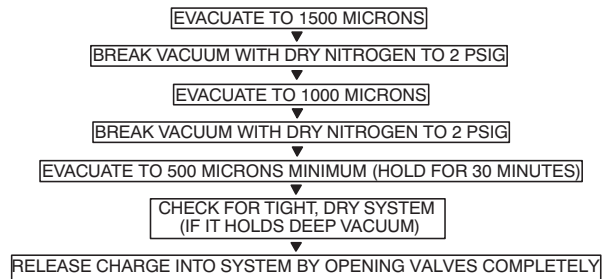 EVACUATE TO 1500 MICRONS
BREAK VACUUM WITH DRY NITROGEN TO 2 PSIG
EVACUATE TO 1000 MICRONS
BREAK VACUUM WITH DRY NITROGEN TO 2 PSIG
EVACUATE TO 500 MICRONS MINIMUM (HOLD FOR 30 MINUTES)
CHECK FOR TIGHT, DRY SYSTEM
(IF IT HOLDS DEEP VACUUM)
RELEASE CHARGE INTO SYSTEM BY OPENING VALVES COMPLETELY